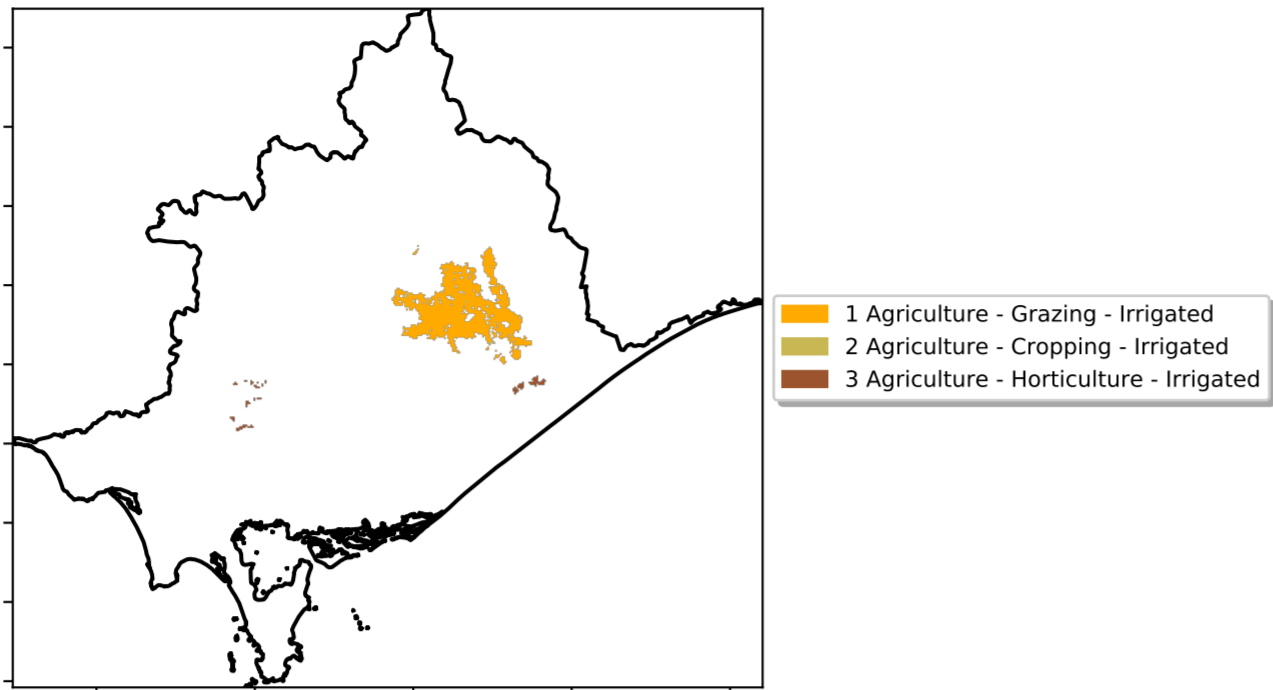 1 Agriculture - Grazing - Irrigated
2 Agriculture - Cropping - Irrigated
3 Agriculture - Horticulture - Irrigated